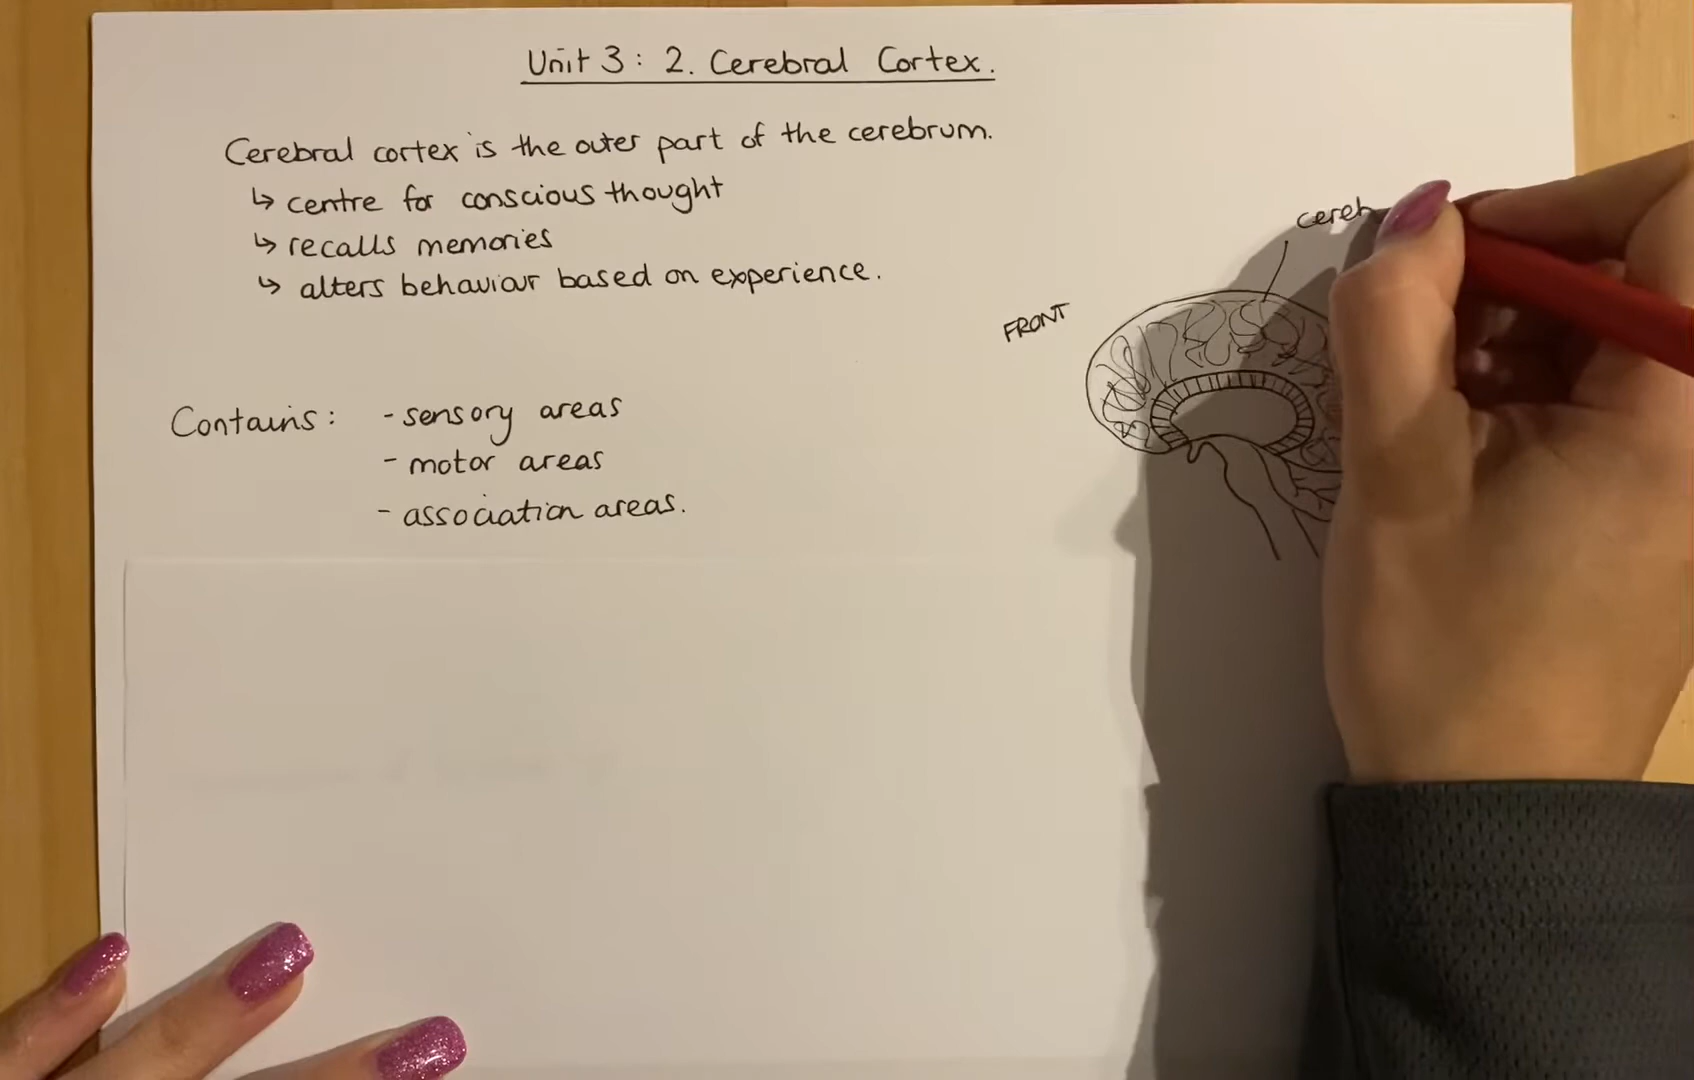 Unit 3: 2. Cerebral Cortex.
Cerebral cortex is the outer part of the cerebrum.
↳ centre for conscious thought
↳ recalls memories
↳ alters behaviour based on experience.
FRONT
Contains: - sensory areas
- motor areas
- association areas.